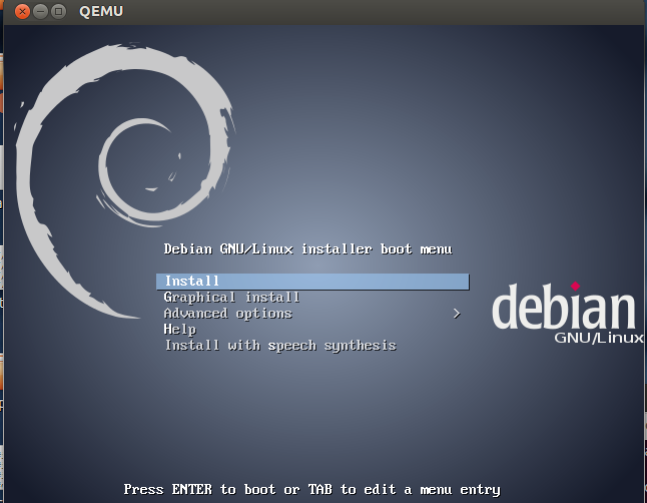 QEMU
Debian GNU/Linux installer boot menu
Install
Graphical install
Advanced options >
Help
Install with speech synthesis
debian
GNU/Linux
Press ENTER to boot or TAB to edit a menu entry